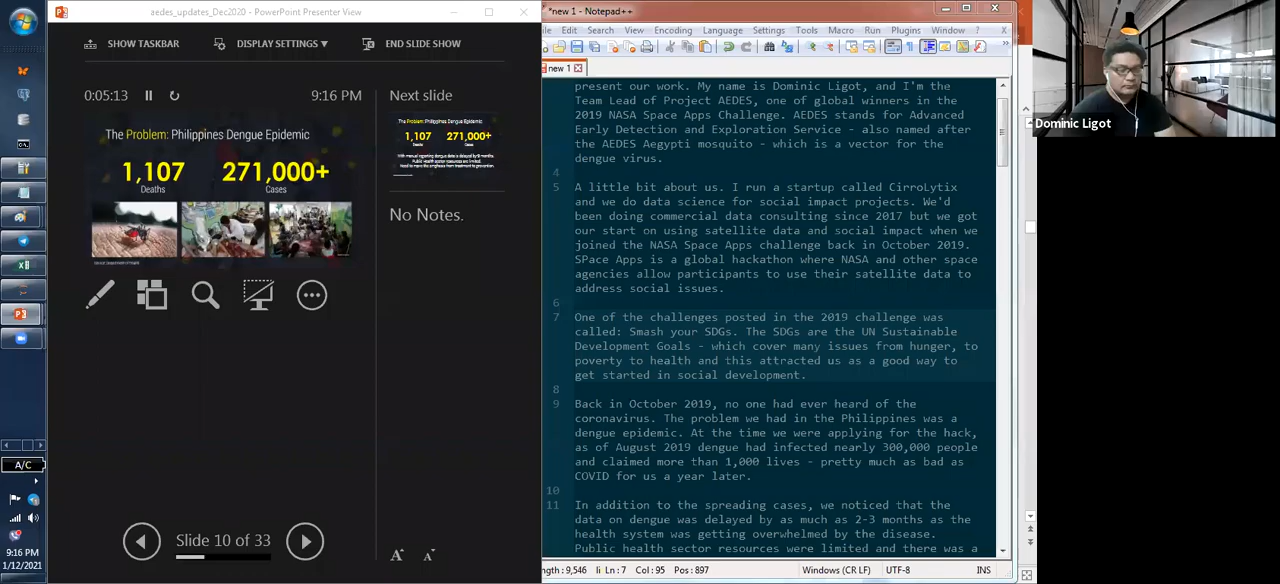 aedes_updates_Dec2020 - PowerPoint Presenter View
SHOW TASKBAR
DISPLAY SETTINGS ▼
END SLIDE SHOW
0:05:13
9:16 PM
The Problem: Philippines Dengue Epidemic
1,107
271,000+
Deaths
Cases
Next slide
The Problem: Philippines Dengue Epidemic
1,107
271,000+
Deaths
Cases
No Notes.
Slide 10 of 33
A
A
A/C
9:16 PM
1/12/2021
*new 1 - Notepad++
File
Edit
Search
View
Encoding
Language
Settings
Tools
Macro
Run
Plugins
Window
?
X
new 1
present our work. My name is Dominic Ligot, and I'm the
Team Lead of Project AEDES, one of global winners in the
2019 NASA Space Apps Challenge. AEDES stands for Advanced
Early Detection and Exploration Service - also named after
the AEDES Aegypti mosquito - which is a vector for the
dengue virus.
4
5 A little bit about us. I run a startup called CirroLytix
and we do data science for social impact projects. We'd
been doing commercial data consulting since 2017 but we got
our start on using satellite data and social impact when we
joined the NASA Space Apps challenge back in October 2019.
SPace Apps is a global hackathon where NASA and other space
agencies allow participants to use their satellite data to
address social issues.
6
7 One of the challenges posted in the 2019 challenge was
called: Smash your SDGs. The SDGs are the UN Sustainable
Development Goals - which cover many issues from hunger, to
poverty to health and this attracted us as a good way to
get started in social development.
8
9 Back in October 2019, no one had ever heard of the
coronavirus. The problem we had in the Philippines was a
dengue epidemic. At the time we were applying for the hack,
as of August 2019 dengue had infected nearly 300,000 people
and claimed more than 1,000 lives - pretty much as bad as
COVID for us a year later.
10
11 In addition to the spreading cases, we noticed that the
data on dengue was delayed by as much as 2-3 months as the
health system was getting overwhelmed by the disease.
Public health sector resources were limited and there was a
length : 9,546
Ln : 7
Col : 95
Pos : 897
Windows (CR LF)
UTF-8
INS
Dominic Ligot